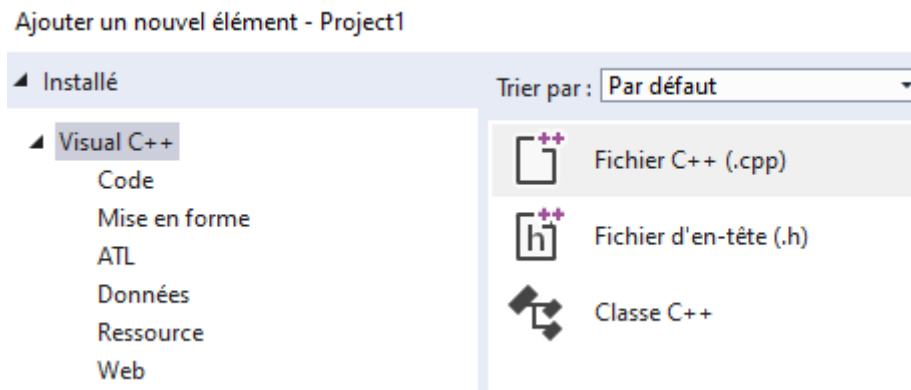 Ajouter un nouvel élément - Project1
Installé
Trier par : Par défaut
Visual C++
Code
Mise en forme
ATL
Données
Ressource
Web
++
Fichier C++ (.cpp)
++
h
Fichier d'en-tête (.h)
Classe C++